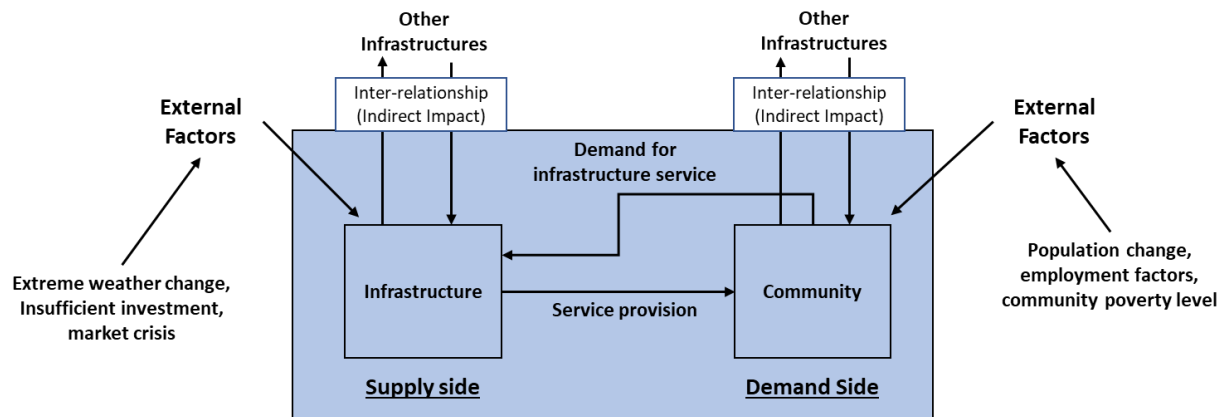 Other
Infrastructures
Other
Infrastructures
Inter-relationship
(Indirect Impact)
Inter-relationship
(Indirect Impact)
External
Factors
External
Factors
Demand for
infrastructure service
Extreme weather change,
Insufficient investment,
market crisis
Infrastructure
Service provision
Community
Population change,
employment factors,
community poverty level
Supply side
Demand Side